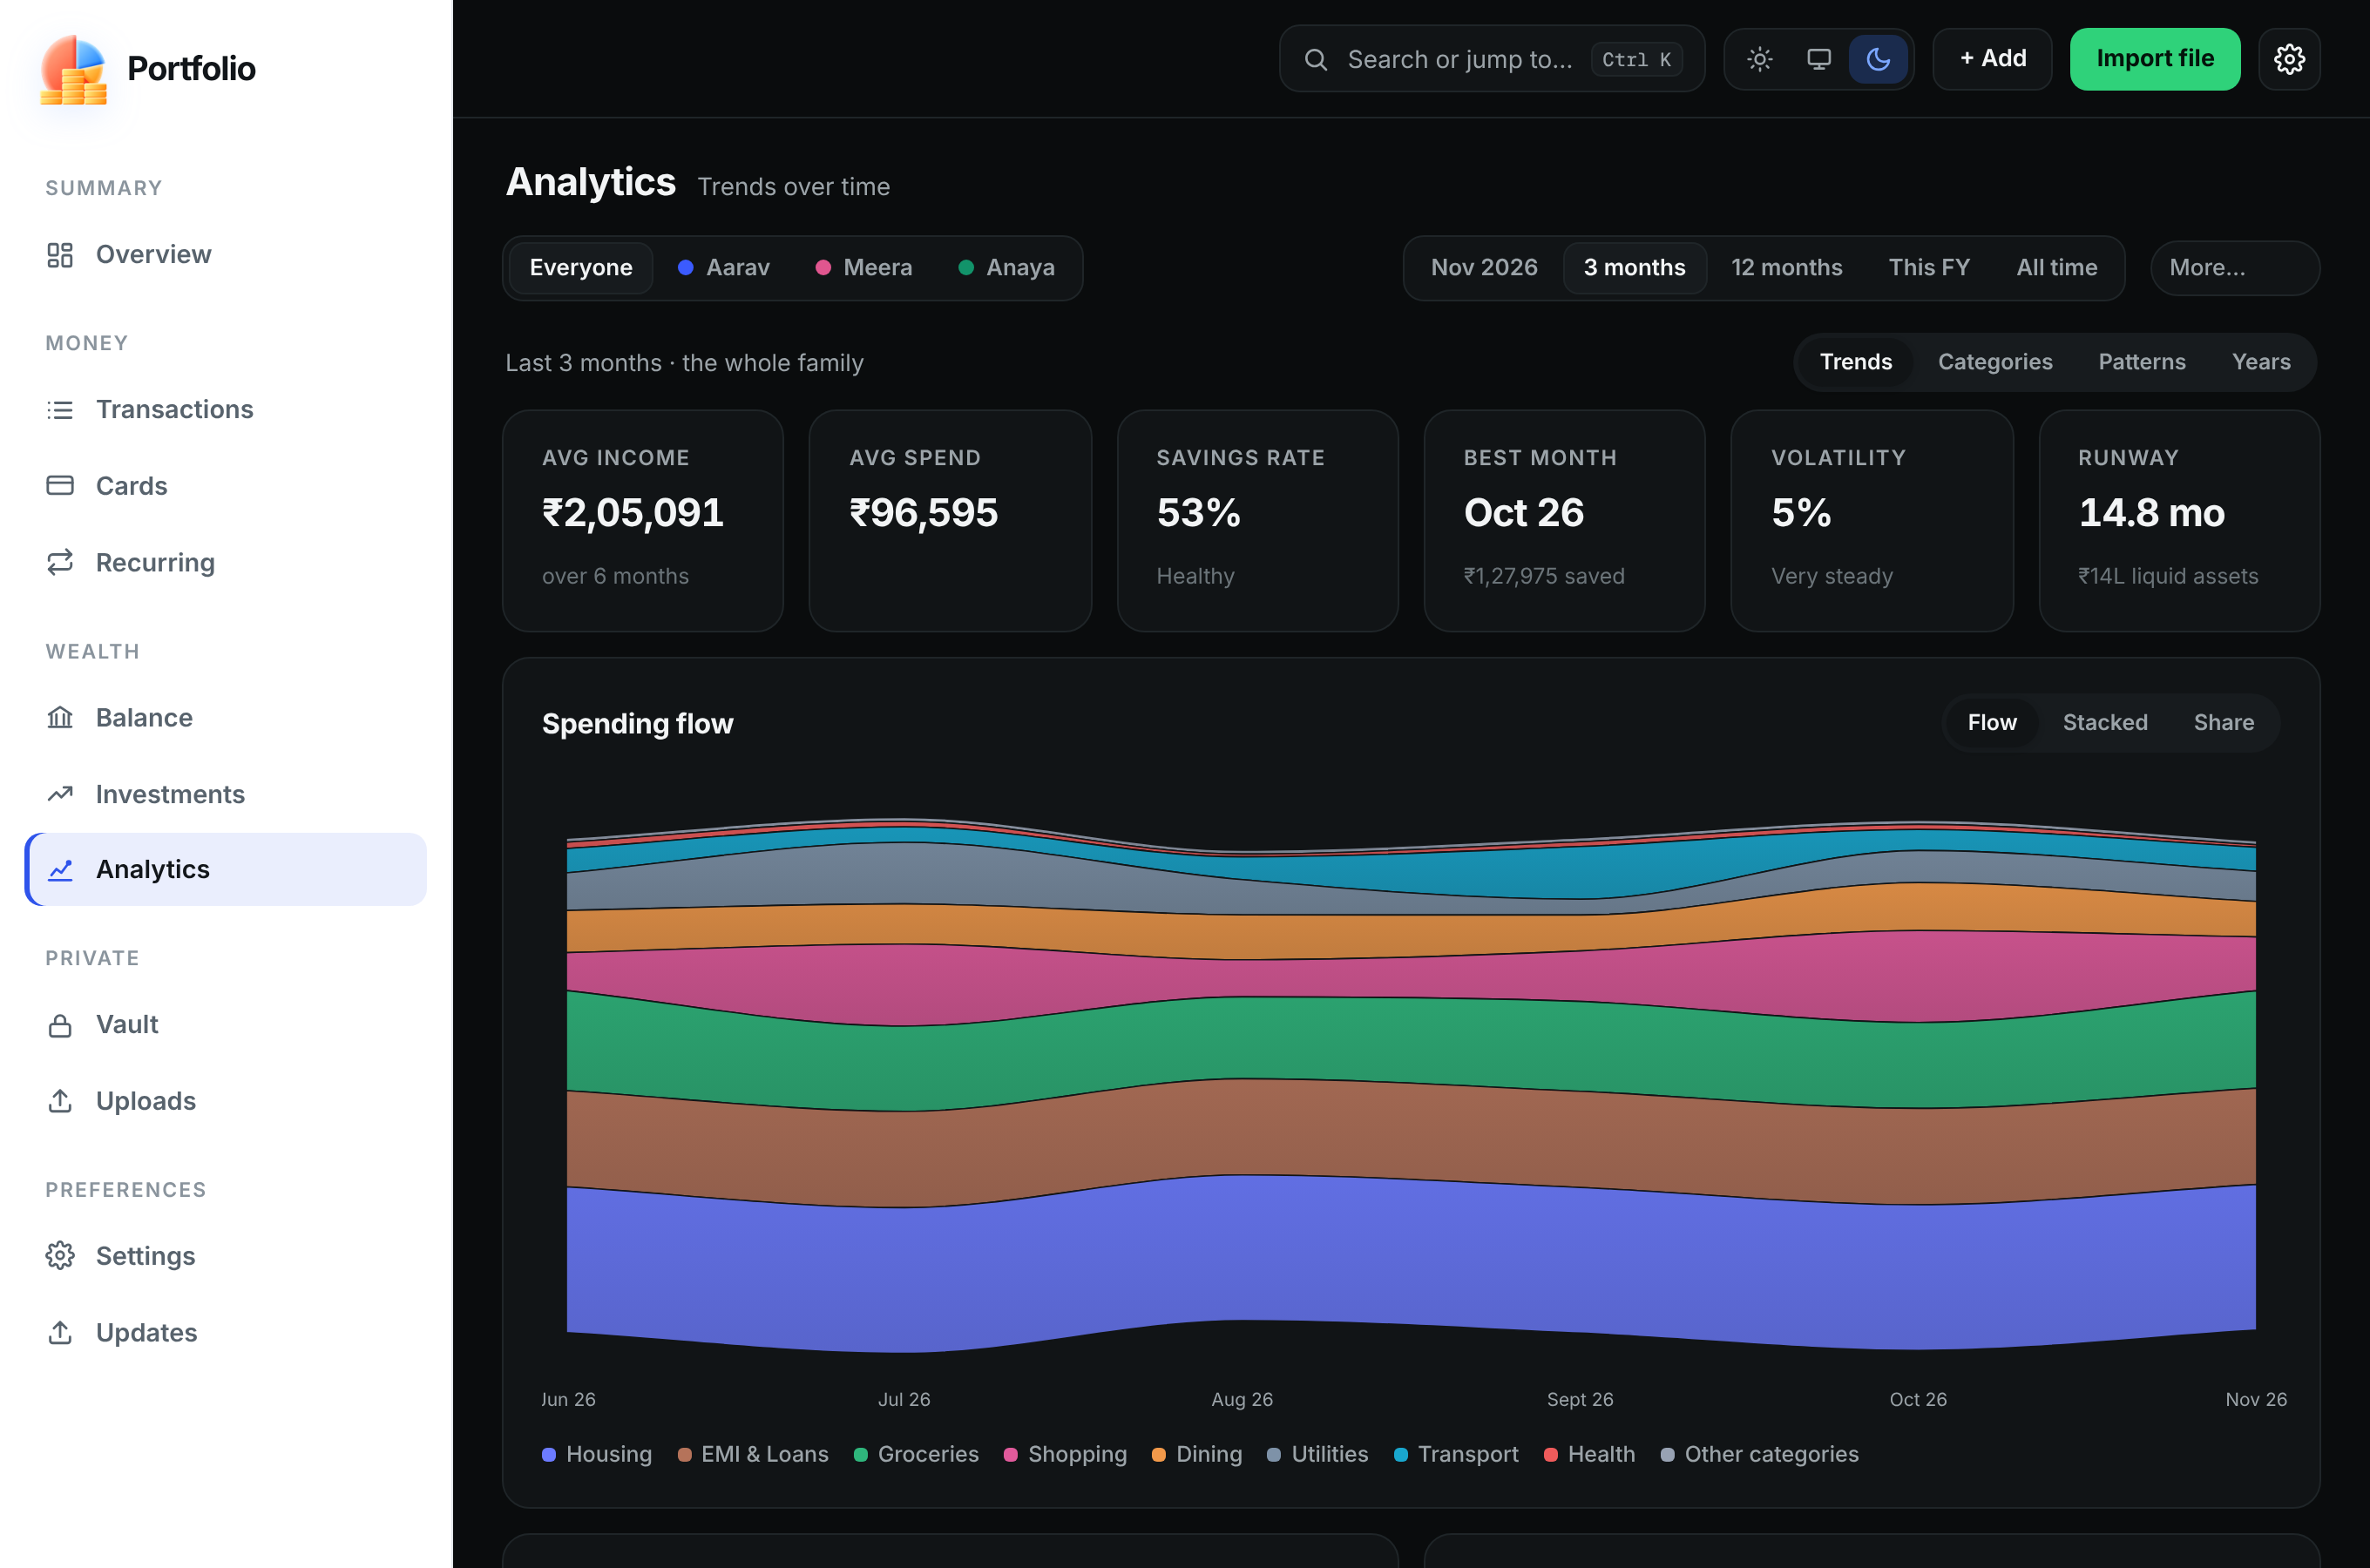 Portfolio
SUMMARY
Overview
MONEY
Transactions
Cards
Recurring
WEALTH
Balance
Investments
Analytics
PRIVATE
Vault
Uploads
PREFERENCES
Settings
Updates
Search or jump to... Ctrl K
+ Add
Import file
Analytics Trends over time
Everyone Aarav Meera Anaya
Nov 2026 3 months 12 months This FY All time More...
Last 3 months · the whole family
Trends Categories Patterns Years
AVG INCOME
₹2,05,091
over 6 months
AVG SPEND
₹96,595
SAVINGS RATE
53%
Healthy
BEST MONTH
Oct 26
₹1,27,975 saved
VOLATILITY
5%
Very steady
RUNWAY
14.8 mo
₹14L liquid assets
Spending flow
Flow Stacked Share
Jun 26 Jul 26 Aug 26 Sept 26 Oct 26 Nov 26
Housing EMI & Loans Groceries Shopping Dining Utilities Transport Health Other categories